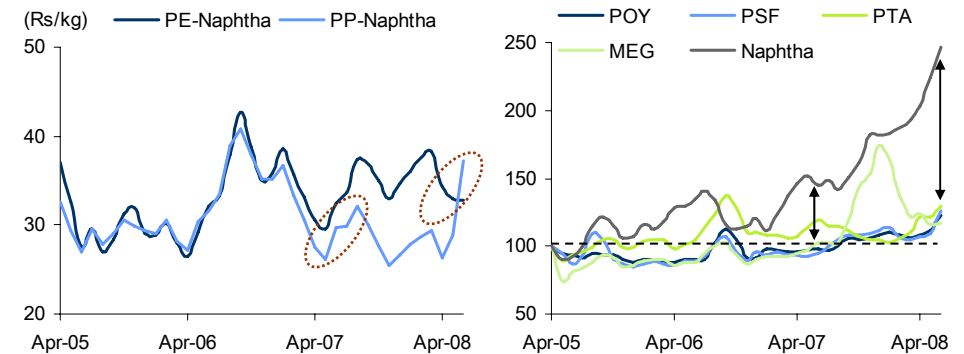 (Rs/kg) PE-Naphtha PP-Naphtha
50
40
30
20
Apr-05 Apr-06 Apr-07 Apr-08
POY PSF PTA
MEG Naphtha
250
200
150
100
50
Apr-05 Apr-06 Apr-07 Apr-08